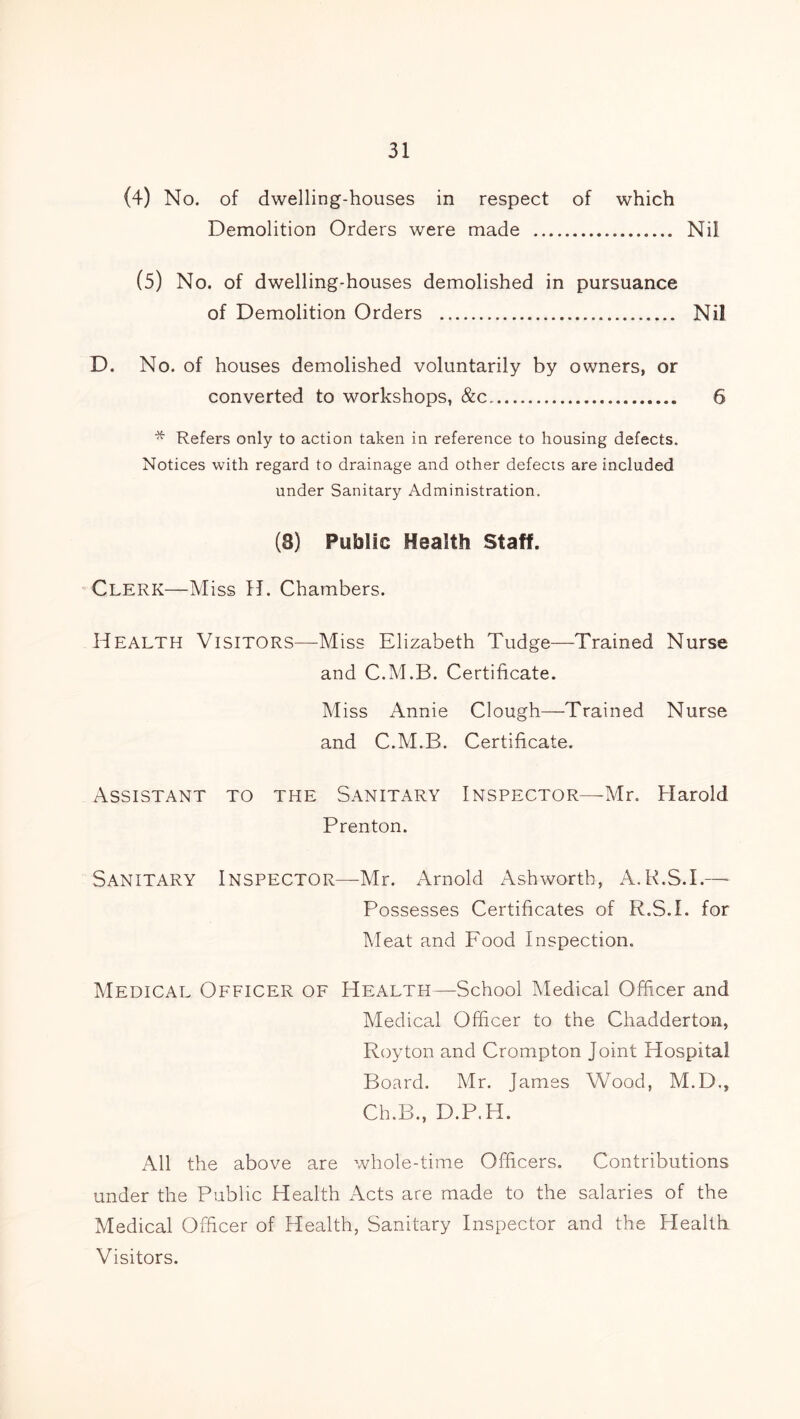 31
(4) No. of dwelling-houses in respect of which
Demolition Orders were made ................... Nil
(5) No. of dwelling-houses demolished in pursuance
of Demolition Orders ............................... Nil
D. No. of houses demolished voluntarily by owners, or
converted to workshops, &c......................... 6
* Refers only to action taken in reference to housing defects.
Notices with regard to drainage and other defects are included
under Sanitary Administration.
(8) Public Health Staff.
CLERK—Miss H. Chambers.
HEALTH VISITORS—Miss Elizabeth Tudge—Trained Nurse
and C.M.B. Certificate.
Miss Annie Clough—Trained Nurse
and C.M.B. Certificate.
ASSISTANT TO THE SANITARY INSPECTOR—Mr. Harold
Prenton.
SANITARY INSPECTOR—Mr. Arnold Ashworth, A.R.S.I.—
Possesses Certificates of R.S.I. for
Meat and Food Inspection.
MEDICAL OFFICER OF HEALTH—School Medical Officer and
Medical Officer to the Chadderton,
Royton and Crompton Joint Hospital
Board. Mr. James Wood, M.D.,
Ch.B., D.P.H.
All the above are whole-time Officers. Contributions
under the Public Health Acts are made to the salaries of the
Medical Officer of Health, Sanitary Inspector and the Health
Visitors.